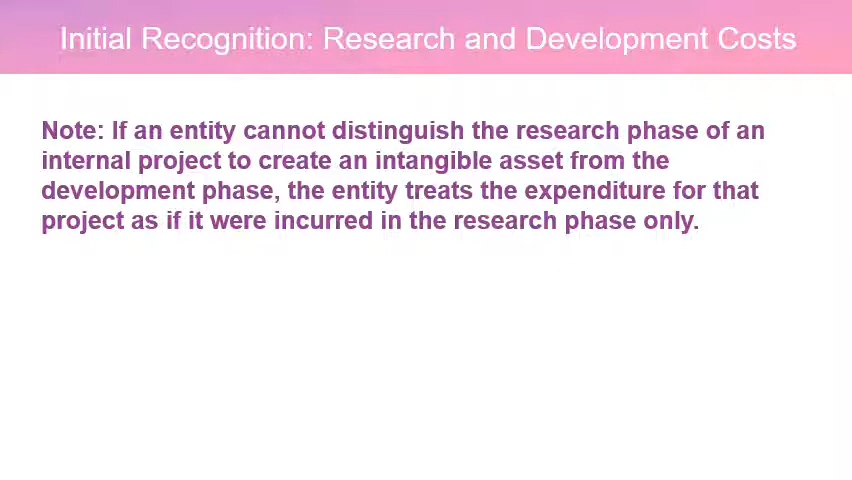 Initial Recognition: Research and Development Costs
Note: If an entity cannot distinguish the research phase of an
internal project to create an intangible asset from the
development phase, the entity treats the expenditure for that
project as if it were incurred in the research phase only.